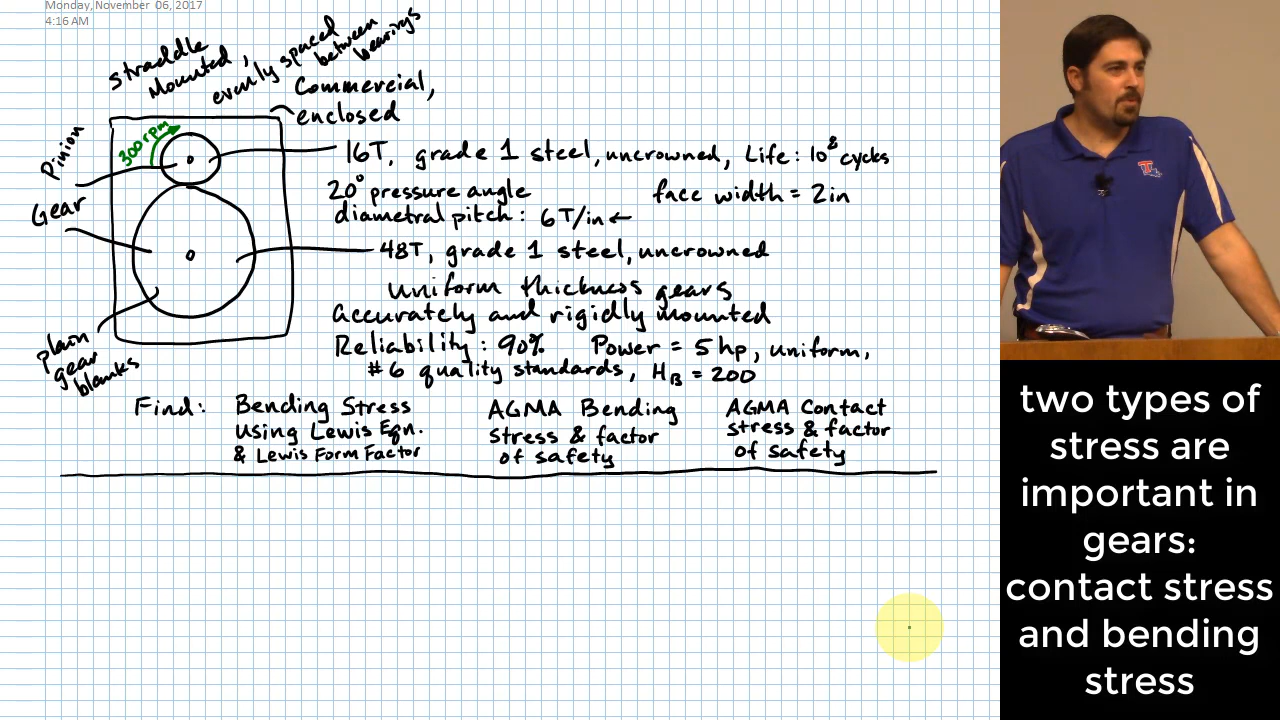 Monday, November 06, 2017
4:16 AM
straddle
mounted,
evenly spaced
between
bearings
Commercial,
enclosed
300 rpm
Pinion
Gear
plain
gear
blanks
16T, grade 1 steel, uncrowned, Life: 10⁸ cycles
20° pressure angle face width = 2in
diametral pitch: 6T/in ←
48T, grade 1 steel, uncrowned
Uniform thickness gears
Accurately and rigidly mounted
Reliability: 90% Power = 5 hp, uniform,
#6 quality standards, H_B = 200
Find: Bending Stress
using Lewis Eqn.
& Lewis Form Factor
AGMA Bending
stress & factor
of safety
AGMA Contact
stress & factor
of safety
two types of
stress are
important in
gears:
contact stress
and bending
stress